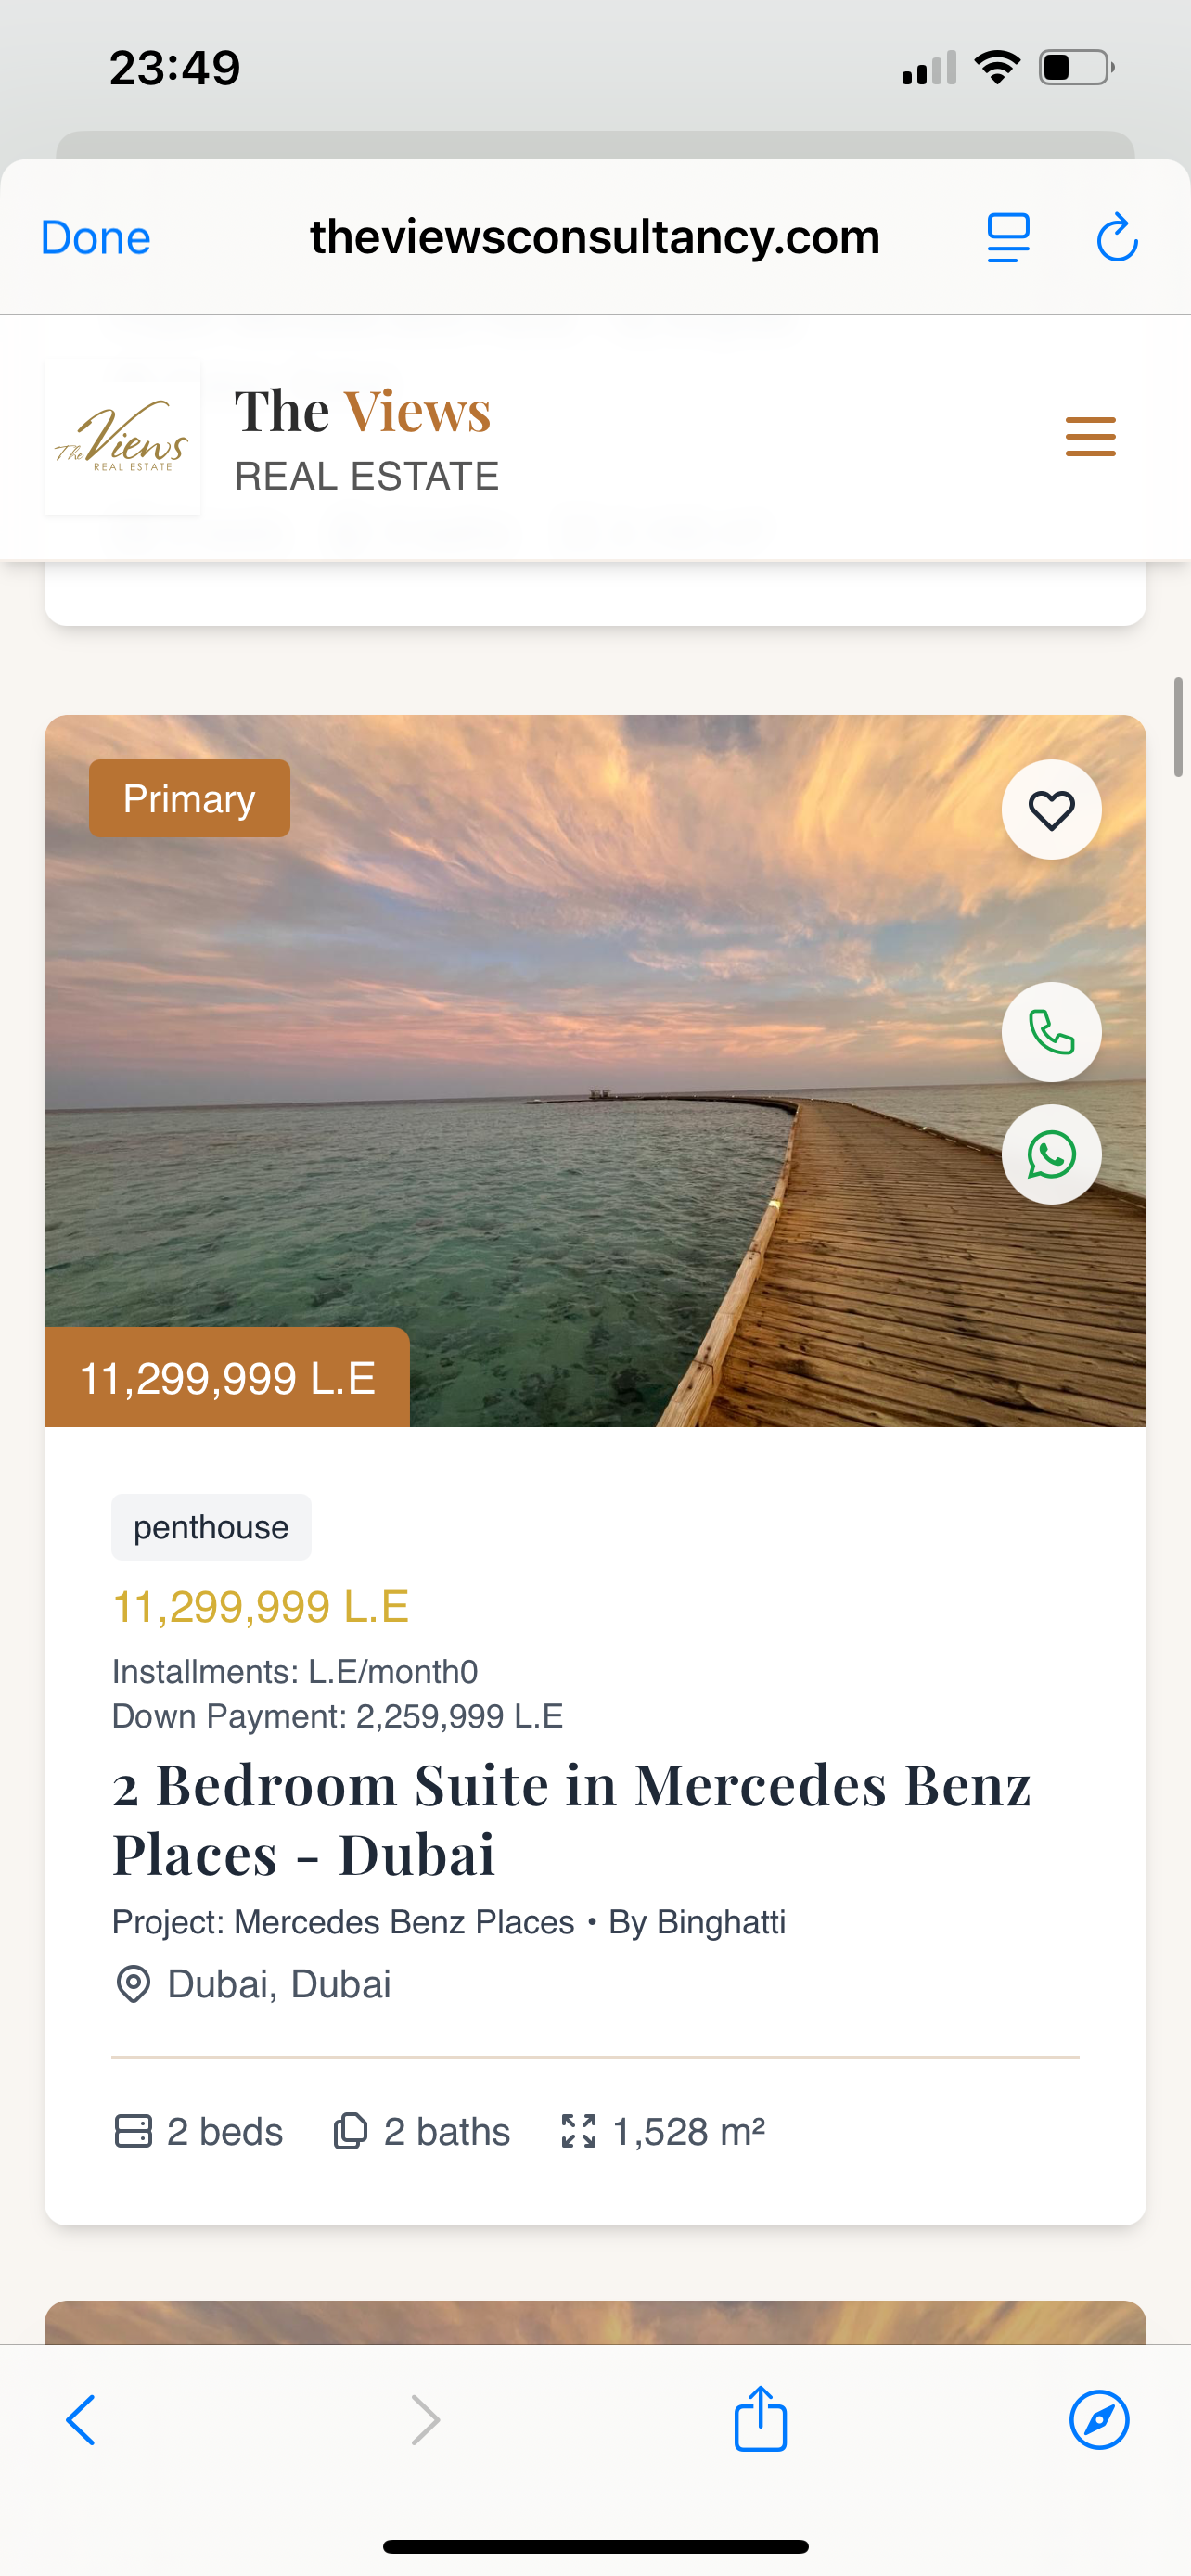 23:49
Done
theviewsconsultancy.com
The Views
REAL ESTATE
The Views
REAL ESTATE
Primary
11,299,999 L.E
penthouse
11,299,999 L.E
Installments: L.E/month0
Down Payment: 2,259,999 L.E
2 Bedroom Suite in Mercedes Benz
Places - Dubai
Project: Mercedes Benz Places • By Binghatti
Dubai, Dubai
2 beds 2 baths 1,528 m²